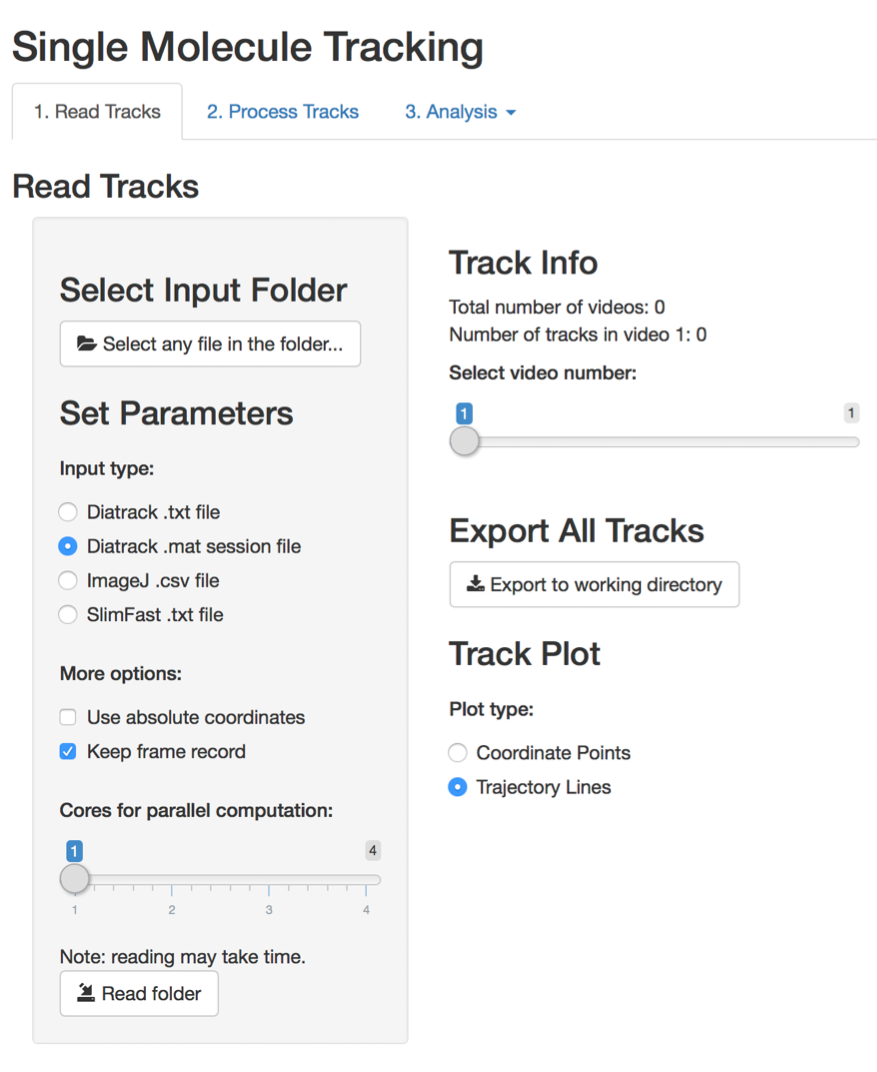 Single Molecule Tracking
1. Read Tracks
2. Process Tracks
3. Analysis
Read Tracks
Select Input Folder
Select any file in the folder...
Set Parameters
Input type:
Diatrack .txt file
Diatrack .mat session file
ImageJ .csv file
SlimFast .txt file
More options:
Use absolute coordinates
Keep frame record
Cores for parallel computation:
1 4
1 2 3 4
Note: reading may take time.
Read folder
Track Info
Total number of videos: 0
Number of tracks in video 1: 0
Select video number:
1 1
Export All Tracks
Export to working directory
Track Plot
Plot type:
Coordinate Points
Trajectory Lines